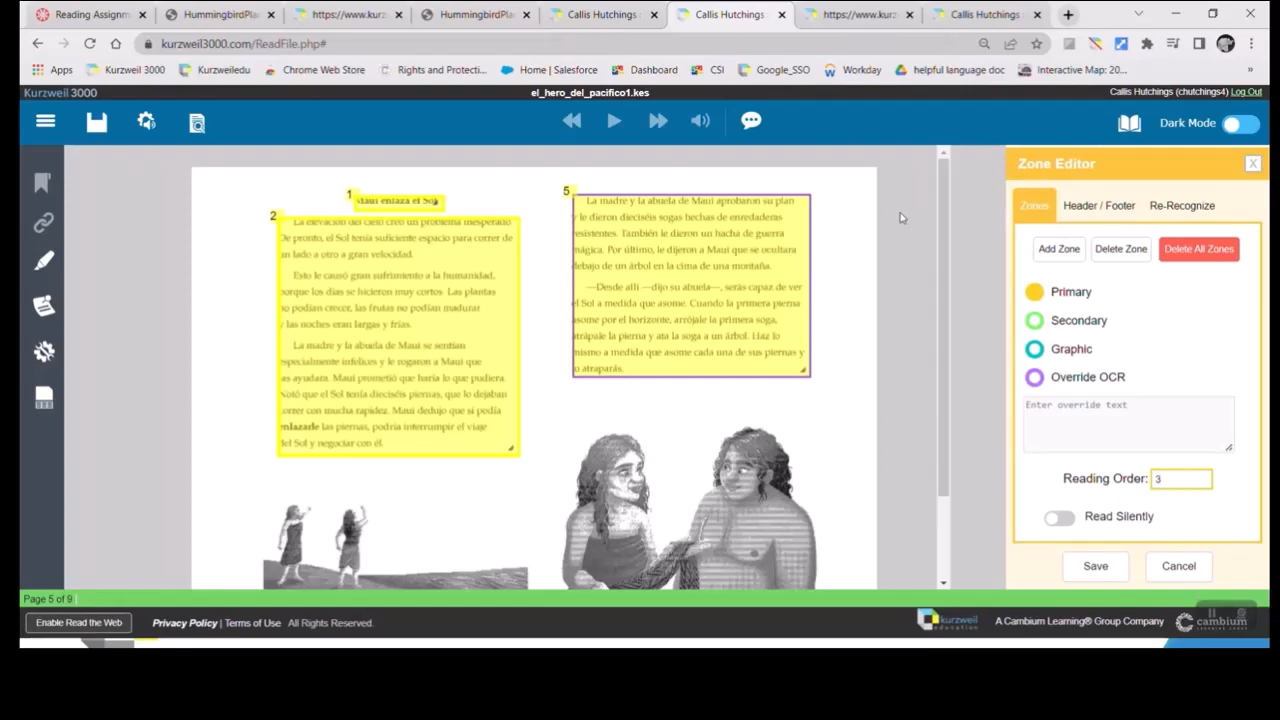 Reading Assignm
HummingbirdPla
https://www.kurz
HummingbirdPla
Callis Hutchings
Callis Hutchings
https://www.kurz
Callis Hutchings
kurzweil3000.com/ReadFile.php#
Apps
Kurzweil 3000
Kurzweiledu
Chrome Web Store
Rights and Protecti...
Home | Salesforce
Dashboard
CSI
Google_SSO
Workday
helpful language doc
Interactive Map: 20...
»
Kurzweil 3000
el_hero_del_pacifico1.kes
Callis Hutchings (chutchings4) Log Out
Dark Mode
1
Maui enlaza el Sol
2
La elevación del cielo creó un problema inesperado
De pronto, el Sol tenía suficiente espacio para correr de
un lado a otro a gran velocidad.
Esto le causó gran sufrimiento a la humanidad,
porque los días se hicieron muy cortos. Las plantas
no podían crecer, las frutas no podían madurar
y las noches eran largas y frías.
La madre y la abuela de Maui se sentían
especialmente infelices y le rogaron a Maui que
las ayudara. Maui prometió que haría lo que pudiera.
Notó que el Sol tenía dieciséis piernas, que lo dejaban
correr con mucha rapidez. Maui dedujo que si podía
enlazarle las piernas, podría interrumpir el viaje
del Sol y negociar con él.
5
La madre y la abuela de Maui aprobaron su plan
y le dieron dieciséis sogas hechas de enredaderas
resistentes. También le dieron un hacha de guerra
mágica. Por último, le dijeron a Maui que se ocultara
debajo de un árbol en la cima de una montaña.
—Desde allí —dijo su abuela—, serás capaz de ver
el Sol a medida que asome. Cuando la primera pierna
asome por el horizonte, arrójale la primera soga,
atrápale la pierna y ata la soga a un árbol. Haz lo
mismo a medida que asome cada una de sus piernas y
lo atraparás.
Zone Editor
X
Zones
Header / Footer
Re-Recognize
Add Zone
Delete Zone
Delete All Zones
Primary
Secondary
Graphic
Override OCR
Enter override text
Reading Order: 3
Read Silently
Save
Cancel
Page 5 of 9
Enable Read the Web
Privacy Policy | Terms of Use All Rights Reserved.
kurzweil
education
A Cambium Learning® Group Company
cambium